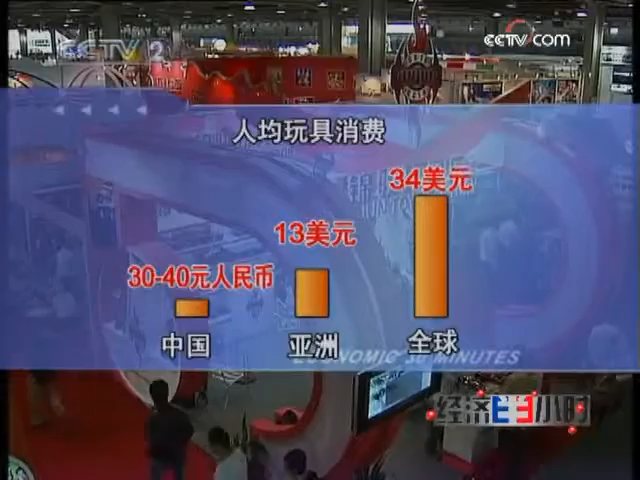 CCTV 2
ccTV.com
人均玩具消费
34美元
13美元
30-40元人民币
中国
亚洲
全球
ECONOMIC 30 MINUTES
经济半小时